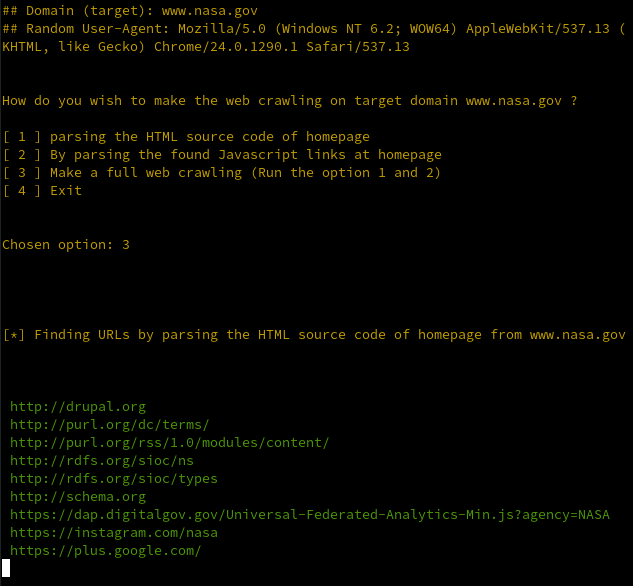 ## Domain (target): www.nasa.gov
## Random User-Agent: Mozilla/5.0 (Windows NT 6.2; WOW64) AppleWebKit/537.13 (
KHTML, like Gecko) Chrome/24.0.1290.1 Safari/537.13
How do you wish to make the web crawling on target domain www.nasa.gov ?
[ 1 ] parsing the HTML source code of homepage
[ 2 ] By parsing the found Javascript links at homepage
[ 3 ] Make a full web crawling (Run the option 1 and 2)
[ 4 ] Exit
Chosen option: 3
[*] Finding URLs by parsing the HTML source code of homepage from www.nasa.gov
http://drupal.org
http://purl.org/dc/terms/
http://purl.org/rss/1.0/modules/content/
http://rdfs.org/sioc/ns
http://rdfs.org/sioc/types
http://schema.org
https://dap.digitalgov.gov/Universal-Federated-Analytics-Min.js?agency=NASA
https://instagram.com/nasa
https://plus.google.com/